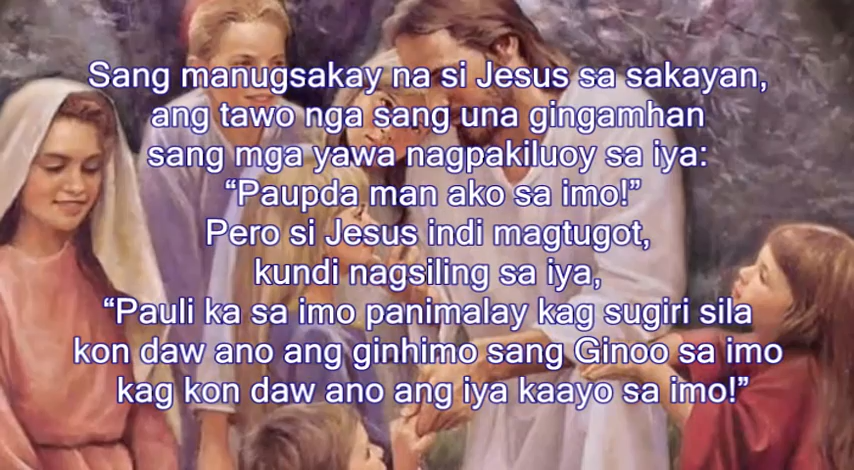 Sang manugsakay na si Jesus sa sakayan,
ang tawo nga sang una gingamhan
sang mga yawa nagpakiluoy sa iya:
“Paupda man ako sa imo!”
Pero si Jesus indi magtugot,
kundi nagsiling sa iya,
“Pauli ka sa imo panimalay kag sugiri sila
kon daw ano ang ginhimo sang Ginoo sa imo
kag kon daw ano ang iya kaayo sa imo!”